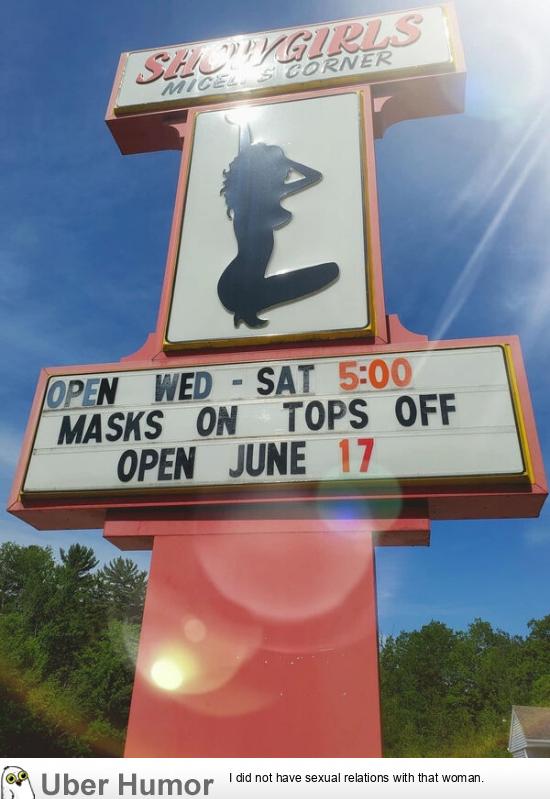 SHOWGIRLS
MICELI'S CORNER
OPEN WED - SAT 5:00
MASKS ON TOPS OFF
OPEN JUNE 17
Uber Humor I did not have sexual relations with that woman.